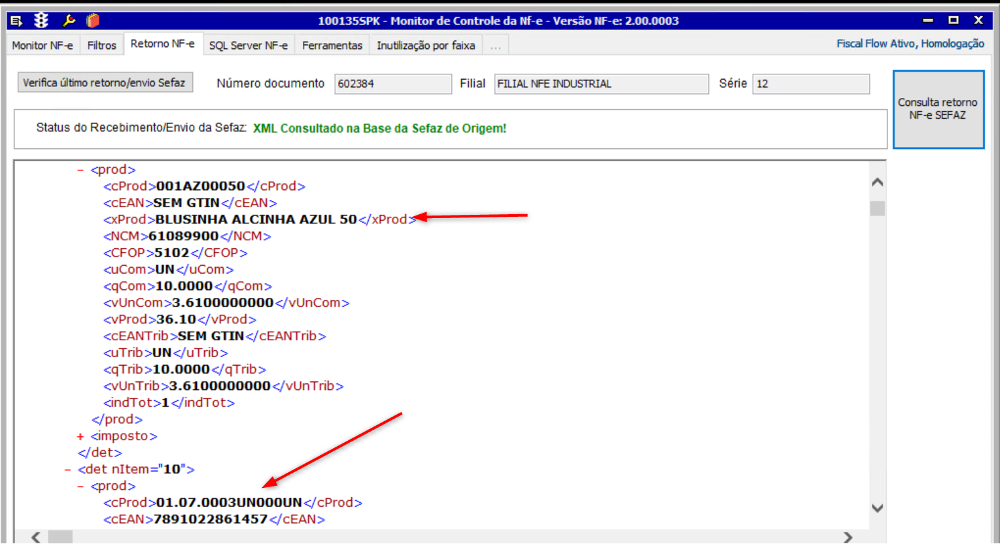 100135SPK - Monitor de Controle da Nf-e - Versão NF-e: 2.00.0003
Monitor NF-e Filtros Retorno NF-e SQL Server NF-e Ferramentas Inutilização por faixa ...
Fiscal Flow Ativo, Homologação
Verifica último retorno/envio Sefaz Número documento 602384 Filial FILIAL NFE INDUSTRIAL Série 12
Consulta retorno
NF-e SEFAZ
Status do Recebimento/Envio da Sefaz: XML Consultado na Base da Sefaz de Origem!
- <prod>
<cProd>001AZ00050</cProd>
<cEAN>SEM GTIN</cEAN>
<xProd>BLUSINHA ALCINHA AZUL 50</xProd>
<NCM>61089900</NCM>
<CFOP>5102</CFOP>
<uCom>UN</uCom>
<qCom>10.0000</qCom>
<vUnCom>3.6100000000</vUnCom>
<vProd>36.10</vProd>
<cEANTrib>SEM GTIN</cEANTrib>
<uTrib>UN</uTrib>
<qTrib>10.0000</qTrib>
<vUnTrib>3.6100000000</vUnTrib>
<indTot>1</indTot>
</prod>
+ <imposto>
</det>
- <det nItem="10">
- <prod>
<cProd>01.07.0003UN000UN</cProd>
<cEAN>7891022861457</cEAN>